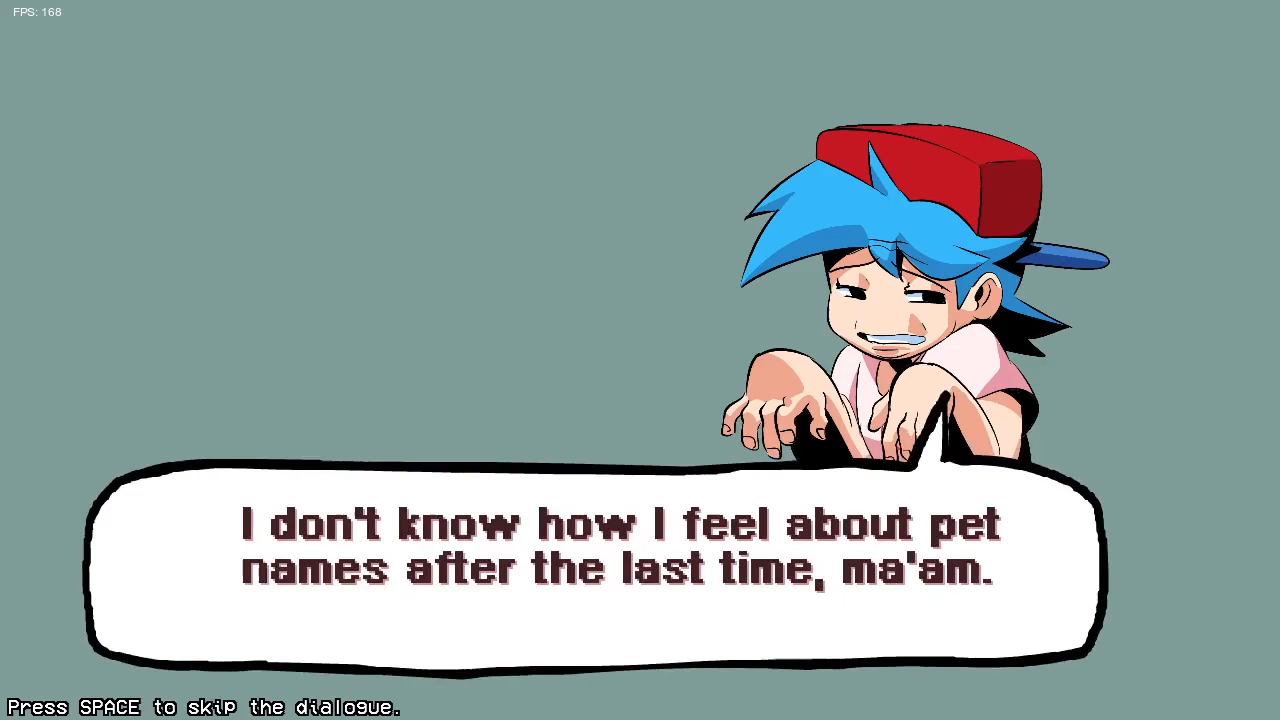 FPS: 168
I don't know how I feel about pet
names after the last time, ma'am.
Press SPACE to skip the dialogue.